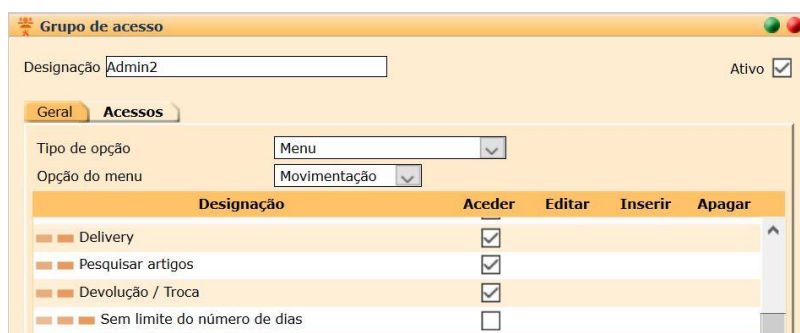 Grupo de acesso
Designação Admin2 Ativo
Geral Acessos
Tipo de opção Menu
Opção do menu Movimentação
Designação Aceder Editar Inserir Apagar
Delivery
Pesquisar artigos
Devolução / Troca
Sem limite do número de dias